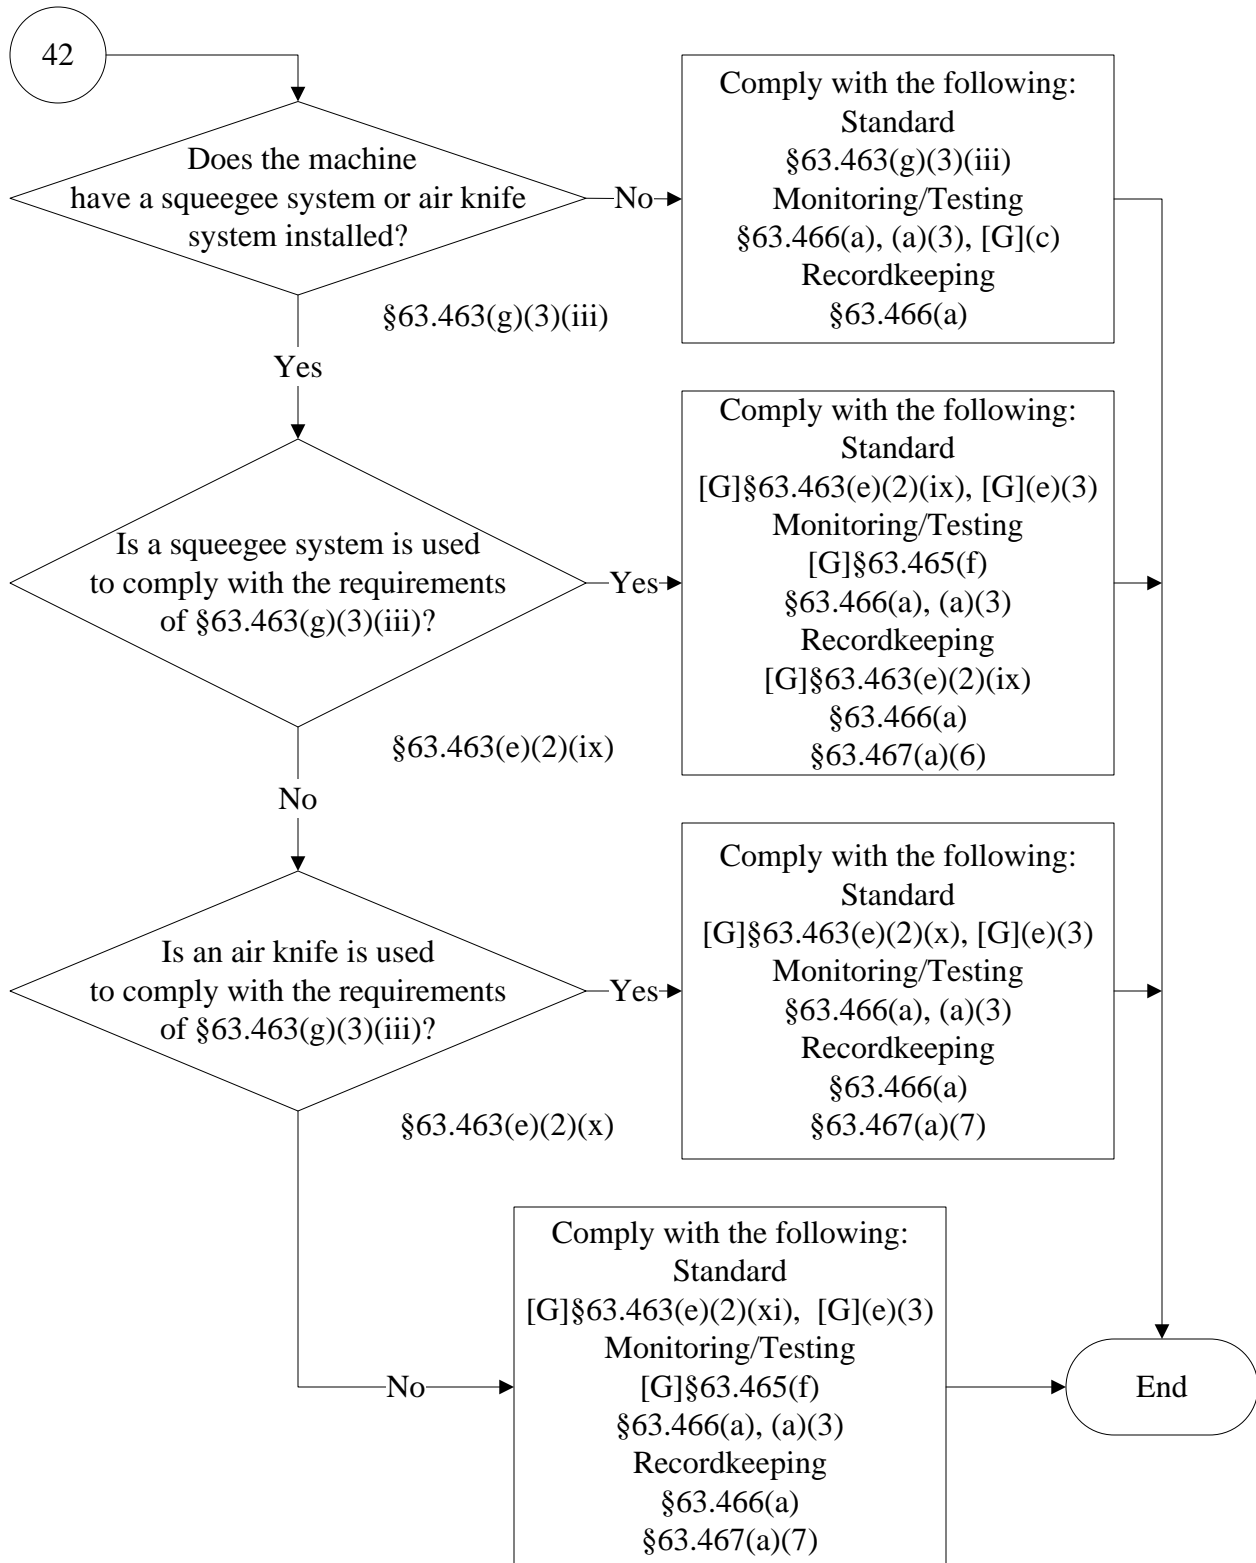 42
Does the machine
have a squeegee system or air knife
system installed?
No
Comply with the following:
Standard
§63.463(g)(3)(iii)
Monitoring/Testing
§63.466(a), (a)(3), [G](c)
Recordkeeping
§63.466(a)
§63.463(g)(3)(iii)
Yes
Is a squeegee system is used
to comply with the requirements
of §63.463(g)(3)(iii)?
Yes
Comply with the following:
Standard
[G]§63.463(e)(2)(ix), [G](e)(3)
Monitoring/Testing
[G]§63.465(f)
§63.466(a), (a)(3)
Recordkeeping
[G]§63.463(e)(2)(ix)
§63.466(a)
§63.467(a)(6)
§63.463(e)(2)(ix)
No
Is an air knife is used
to comply with the requirements
of §63.463(g)(3)(iii)?
Yes
Comply with the following:
Standard
[G]§63.463(e)(2)(x), [G](e)(3)
Monitoring/Testing
§63.466(a), (a)(3)
Recordkeeping
§63.466(a)
§63.467(a)(7)
§63.463(e)(2)(x)
No
Comply with the following:
Standard
[G]§63.463(e)(2)(xi), [G](e)(3)
Monitoring/Testing
[G]§63.465(f)
§63.466(a), (a)(3)
Recordkeeping
§63.466(a)
§63.467(a)(7)
End